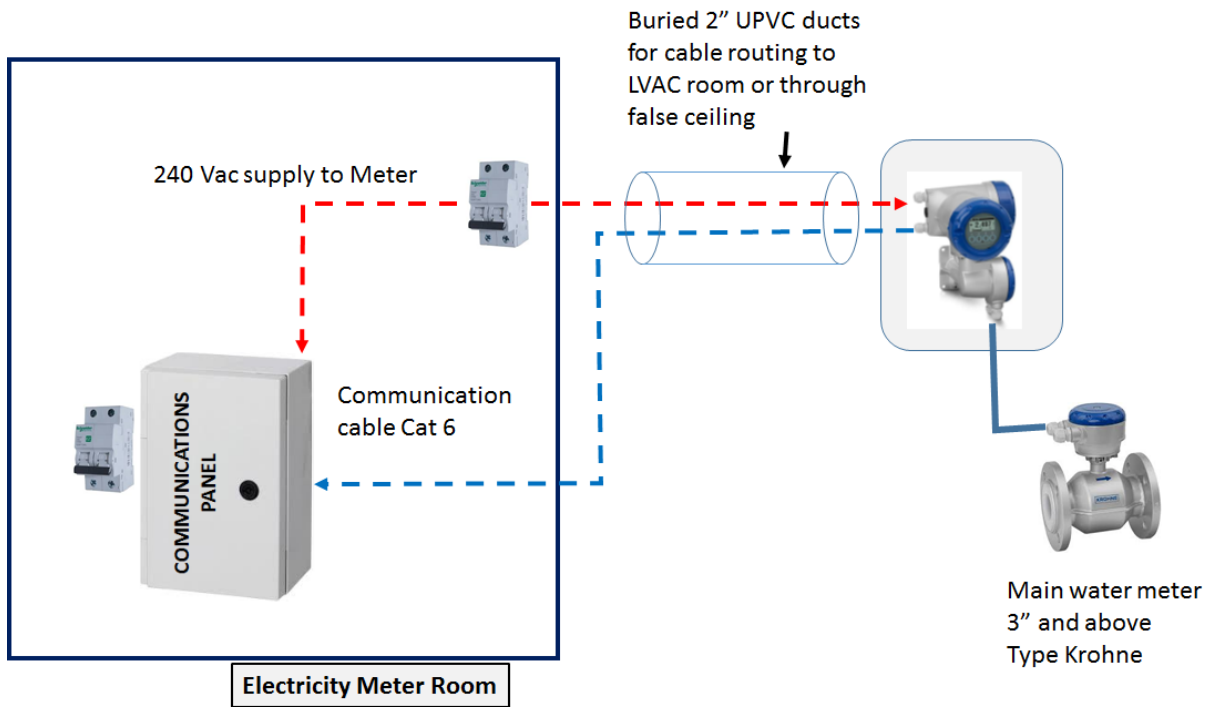 Buried 2” UPVC ducts
for cable routing to
LVAC room or through
false ceiling
240 Vac supply to Meter
COMMUNICATIONS
PANEL
Communication
cable Cat 6
KROHNE
Main water meter
3” and above
Type Krohne
Electricity Meter Room